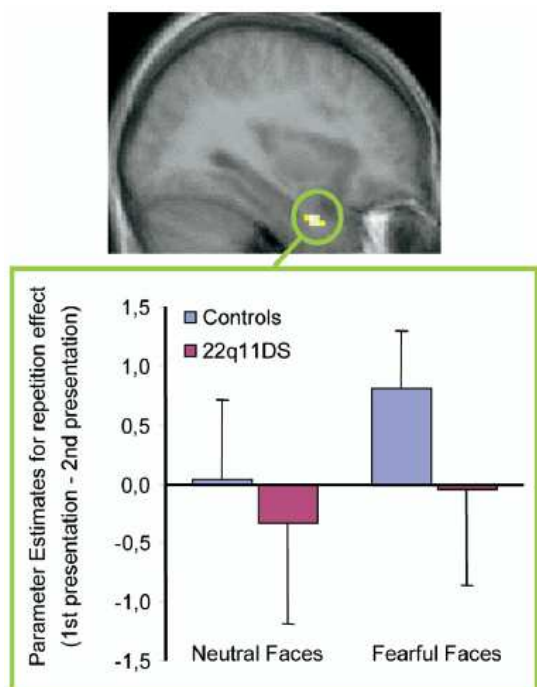 Parameter Estimates for repetition effect
(1st presentation - 2nd presentation)
1,5
1,0
0,5
0,0
-0,5
-1,0
-1,5
Controls
22q11DS
Neutral Faces
Fearful Faces